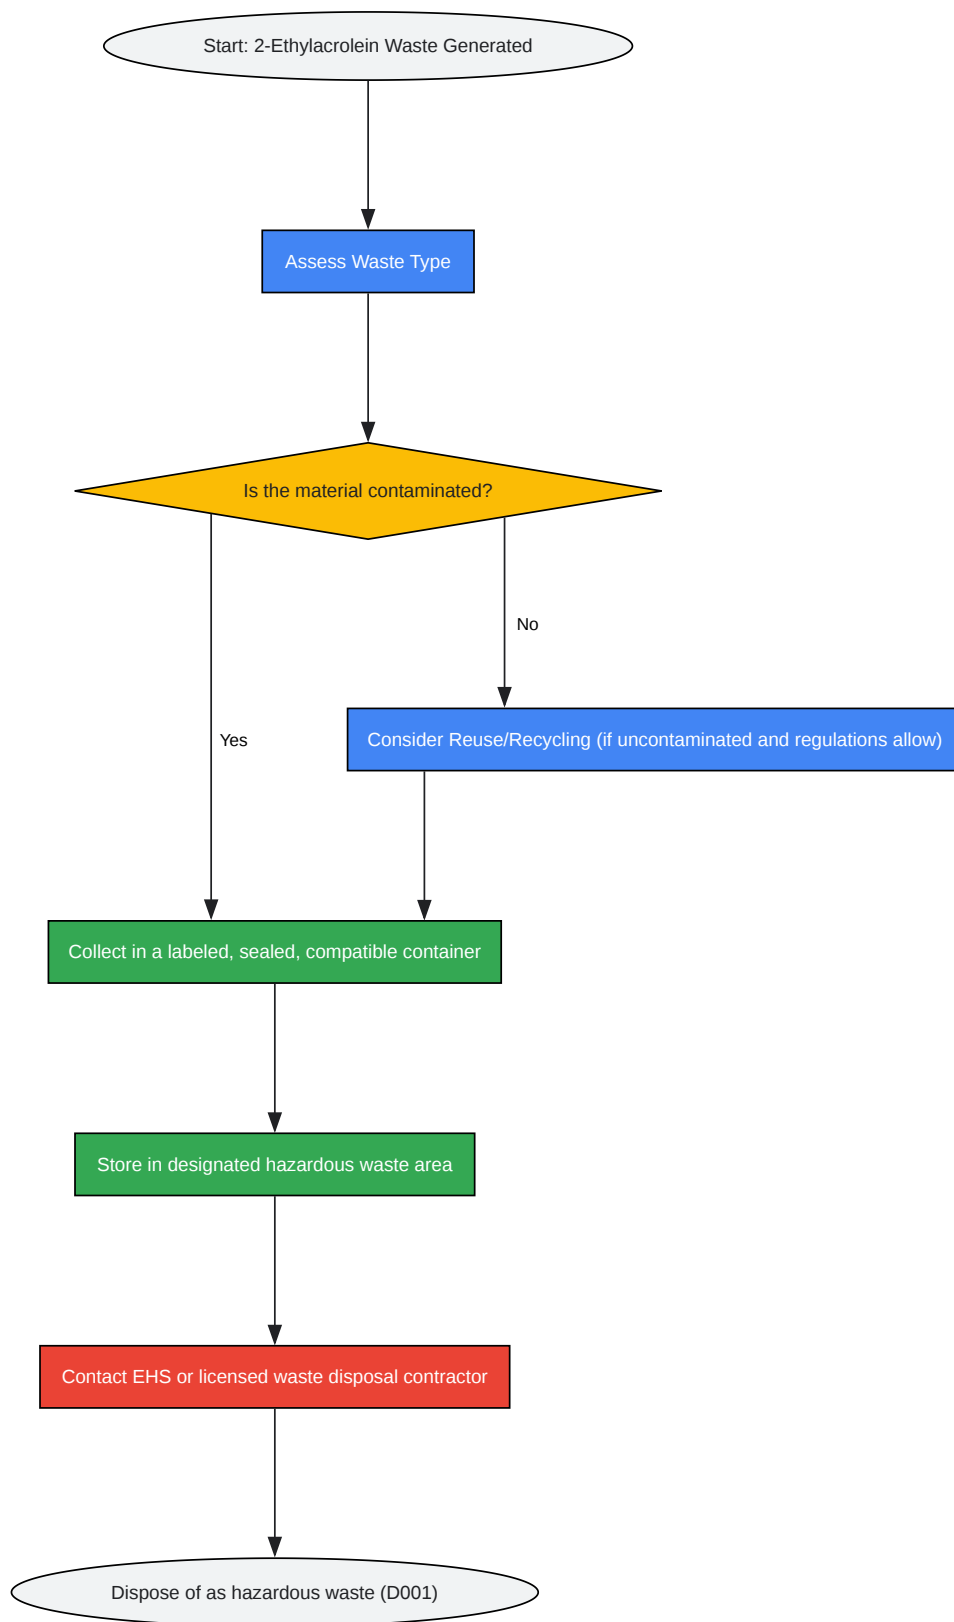 Start: 2-Ethylacrolein Waste Generated
Assess Waste Type
Is the material contaminated?
No
Yes
Consider Reuse/Recycling (if uncontaminated and regulations allow)
Collect in a labeled, sealed, compatible container
Store in designated hazardous waste area
Contact EHS or licensed waste disposal contractor
Dispose of as hazardous waste (D001)